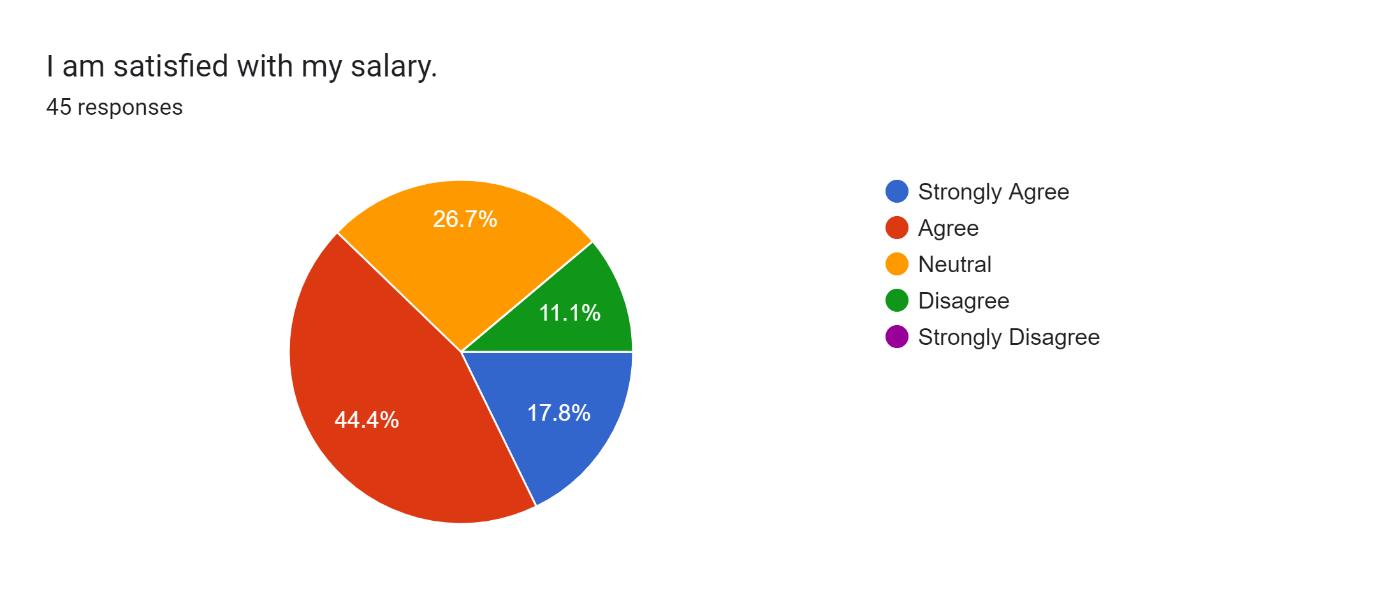 I am satisfied with my salary.
45 responses
26.7%
11.1%
17.8%
44.4%
Strongly Agree
Agree
Neutral
Disagree
Strongly Disagree